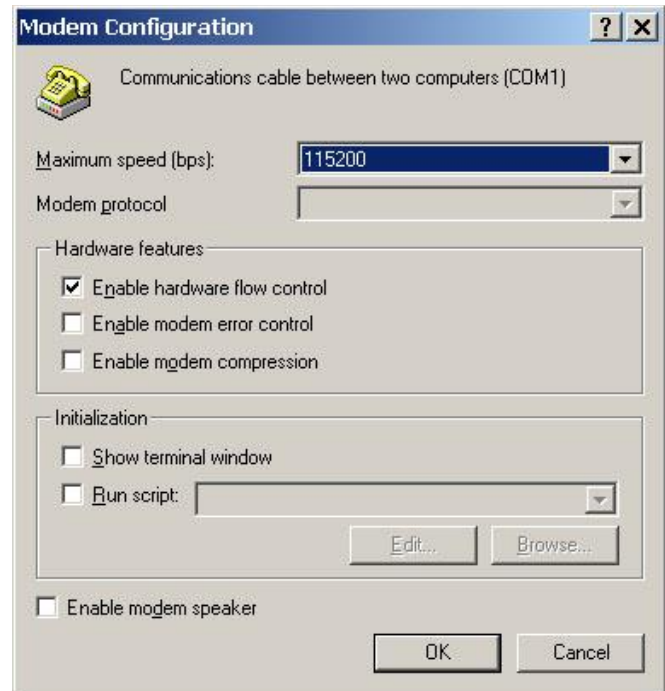 Modem Configuration
Communications cable between two computers (COM1)
Maximum speed (bps): 115200
Modem protocol
Hardware features
Enable hardware flow control
Enable modem error control
Enable modem compression
Initialization
Show terminal window
Run script:
Edit... Browse...
Enable modem speaker
OK Cancel